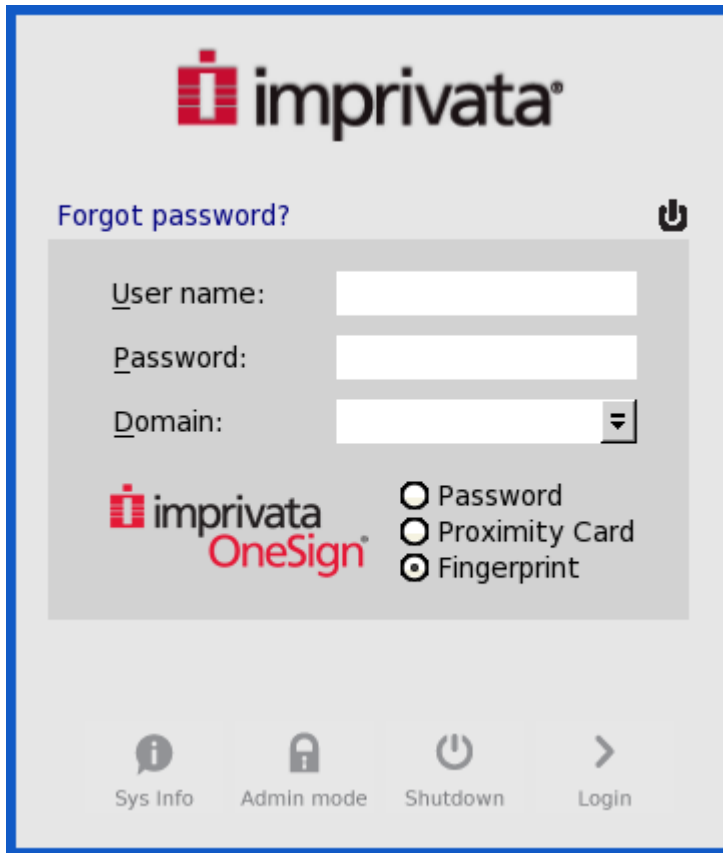 imprivata®
Forgot password?
User name:
Password:
Domain:
imprivata
OneSign®
Password
Proximity Card
Fingerprint
Sys Info Admin mode Shutdown Login